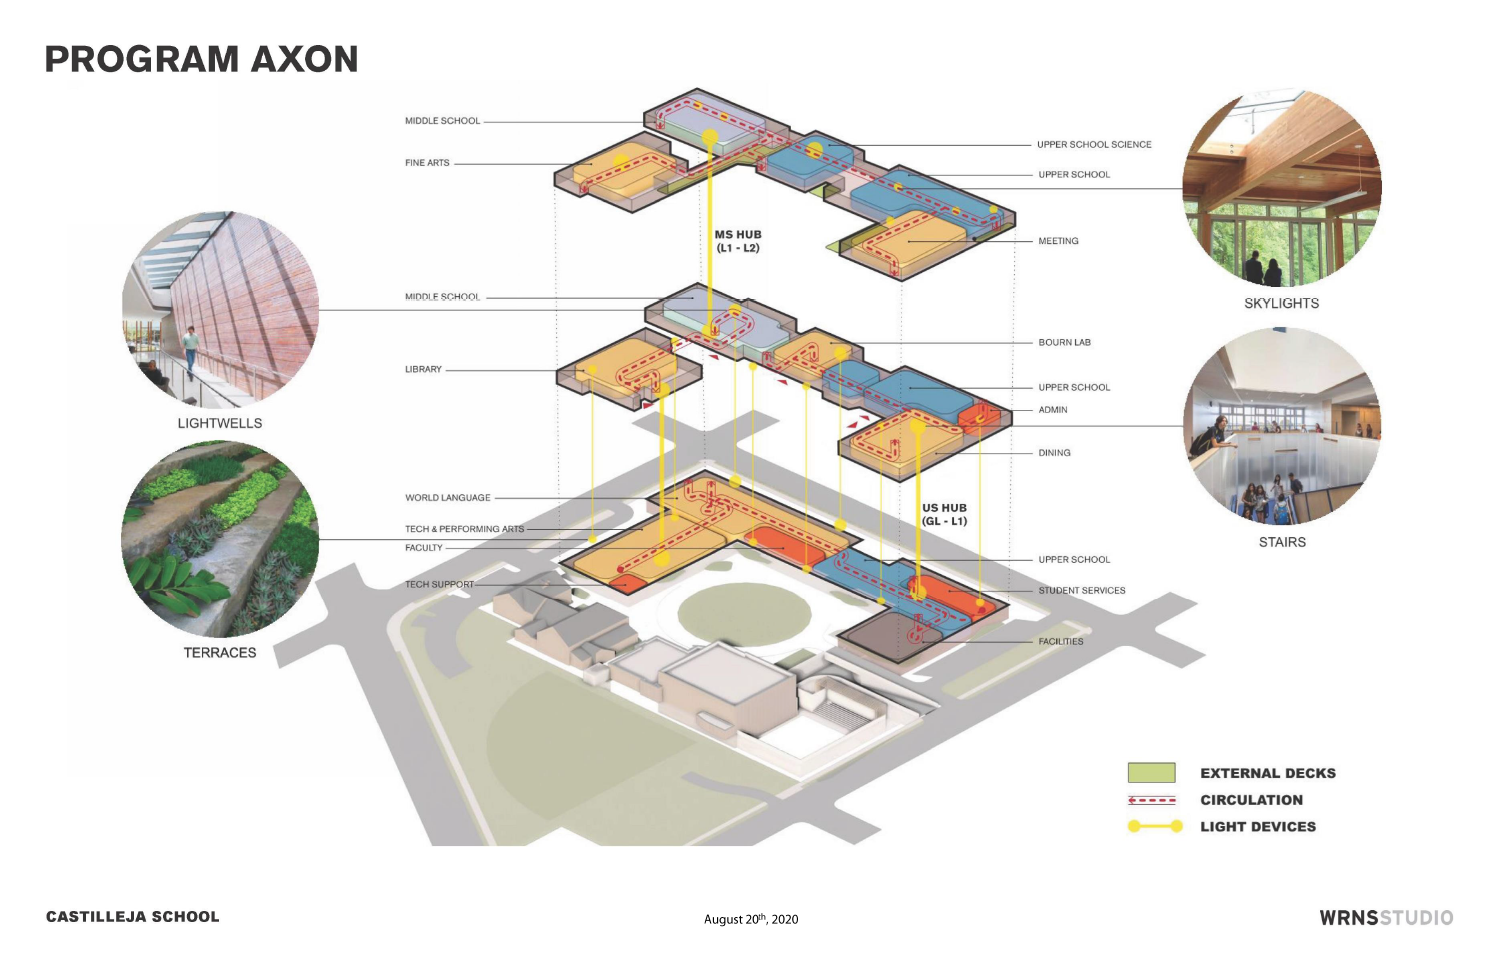 PROGRAM AXON
MIDDLE SCHOOL
FINE ARTS
UPPER SCHOOL SCIENCE
UPPER SCHOOL
MEETING
MS HUB
(L1 - L2)
SKYLIGHTS
MIDDLE SCHOOL
LIBRARY
BOURN LAB
UPPER SCHOOL
ADMIN
DINING
LIGHTWELLS
WORLD LANGUAGE
TECH & PERFORMING ARTS
FACULTY
TECH SUPPORT
US HUB
(GL - L1)
STAIRS
UPPER SCHOOL
STUDENT SERVICES
FACILITIES
TERRACES
EXTERNAL DECKS
CIRCULATION
LIGHT DEVICES
CASTILLEJA SCHOOL
August 20th, 2020
WRNSSTUDIO